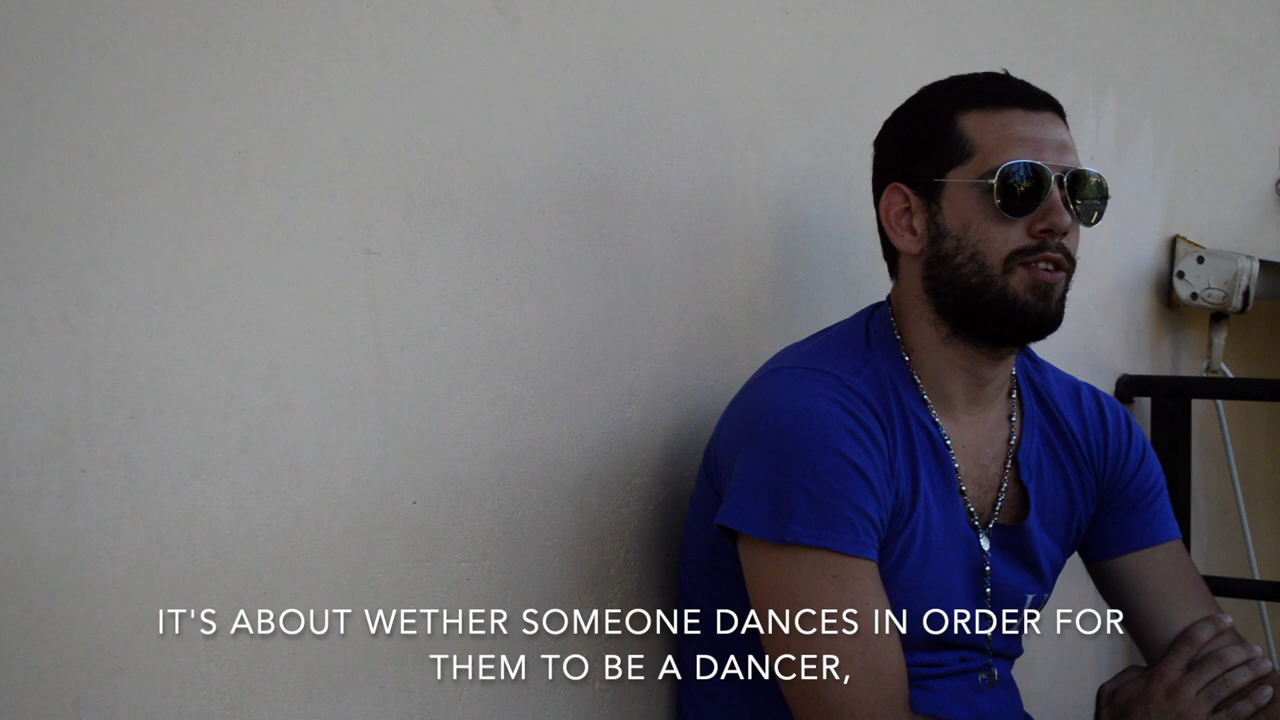 IT'S ABOUT WETHER SOMEONE DANCES IN ORDER FOR
THEM TO BE A DANCER,